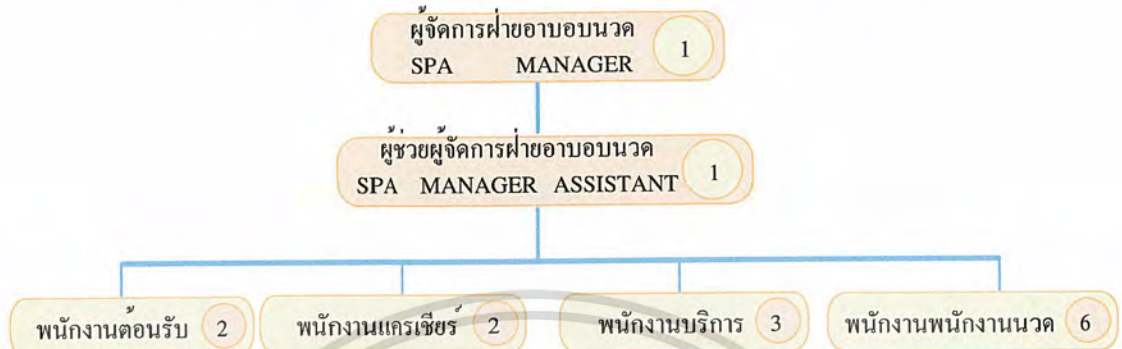 ผู้จัดการฝ่ายอาบอบนวด
SPA MANAGER
1
ผู้ช่วยผู้จัดการฝ่ายอาบอบนวด
SPA MANAGER ASSISTANT
1
พนักงานต้อนรับ 2
พนักงานแครเชียร์ 2
พนักงานบริการ 3
พนักงานพนักงานนวด 6